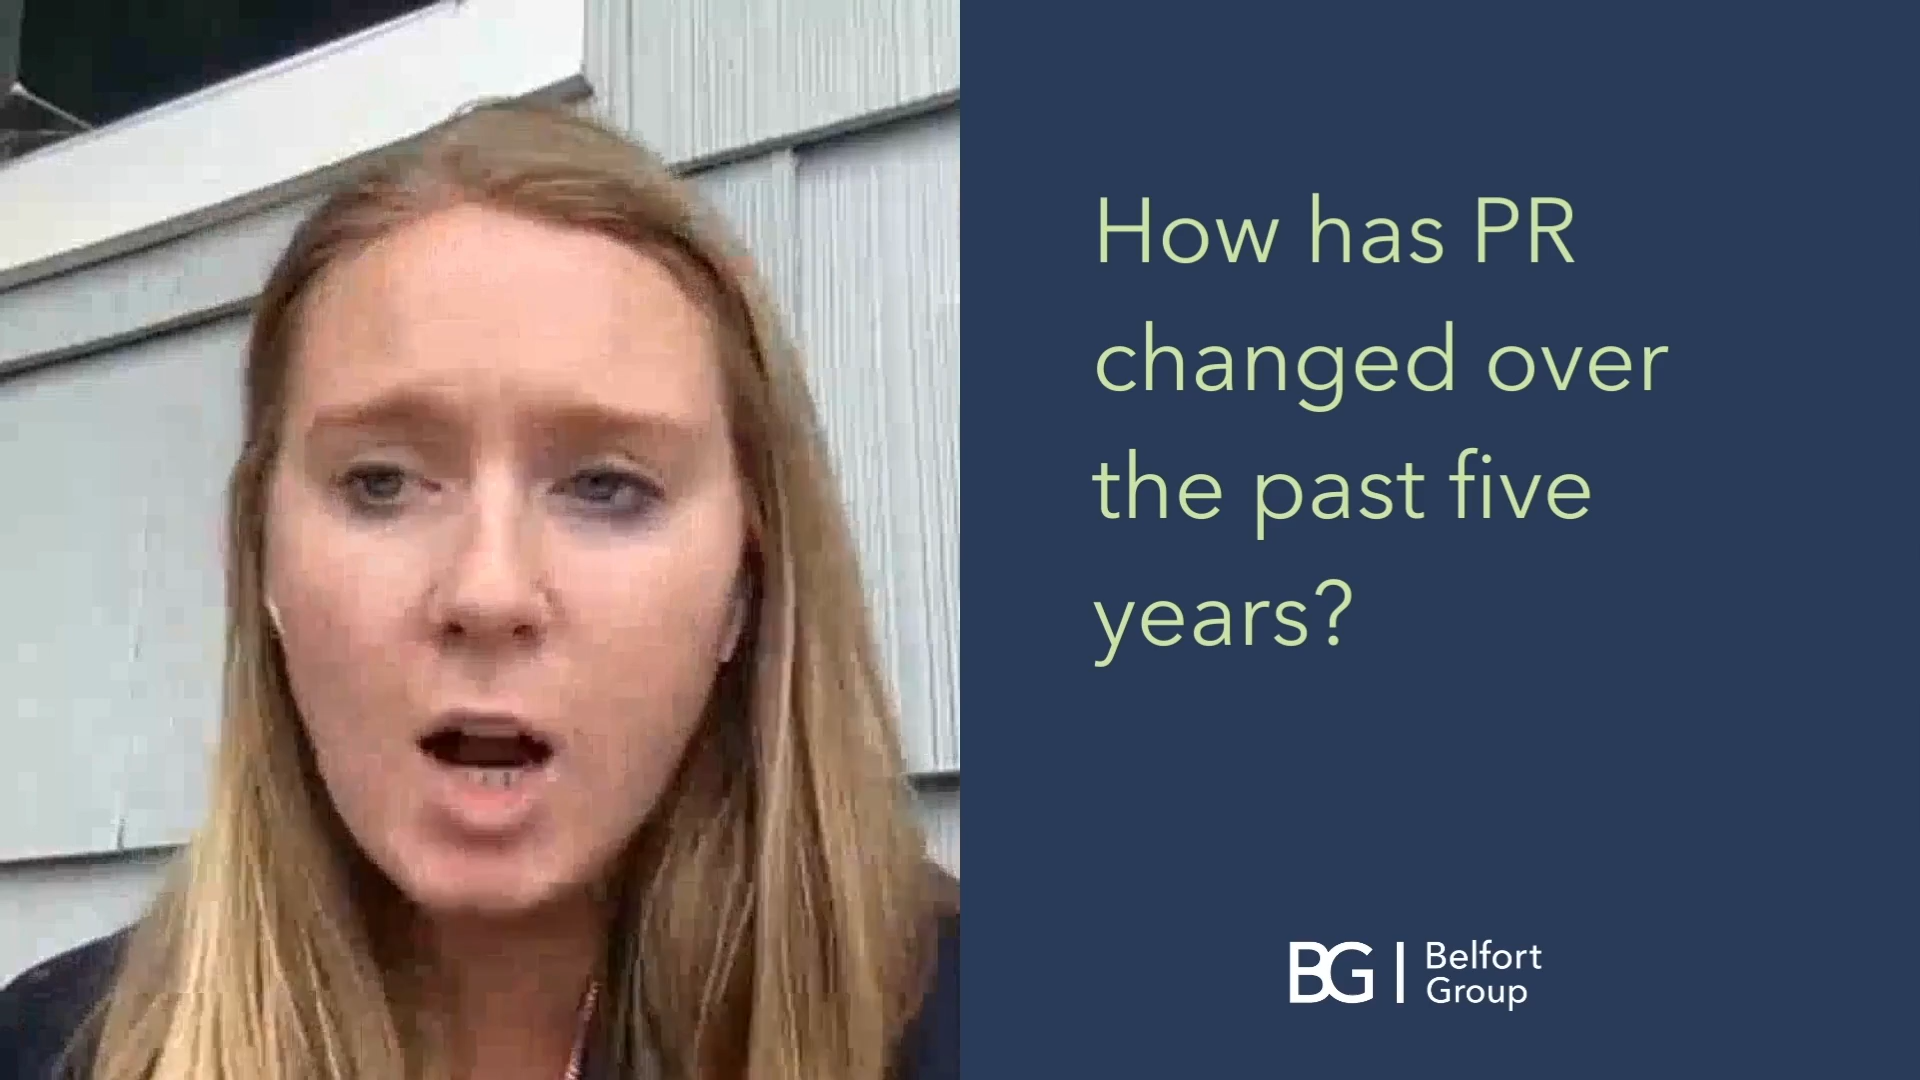 How has PR
changed over
the past five
years?
BG | Belfort
Group